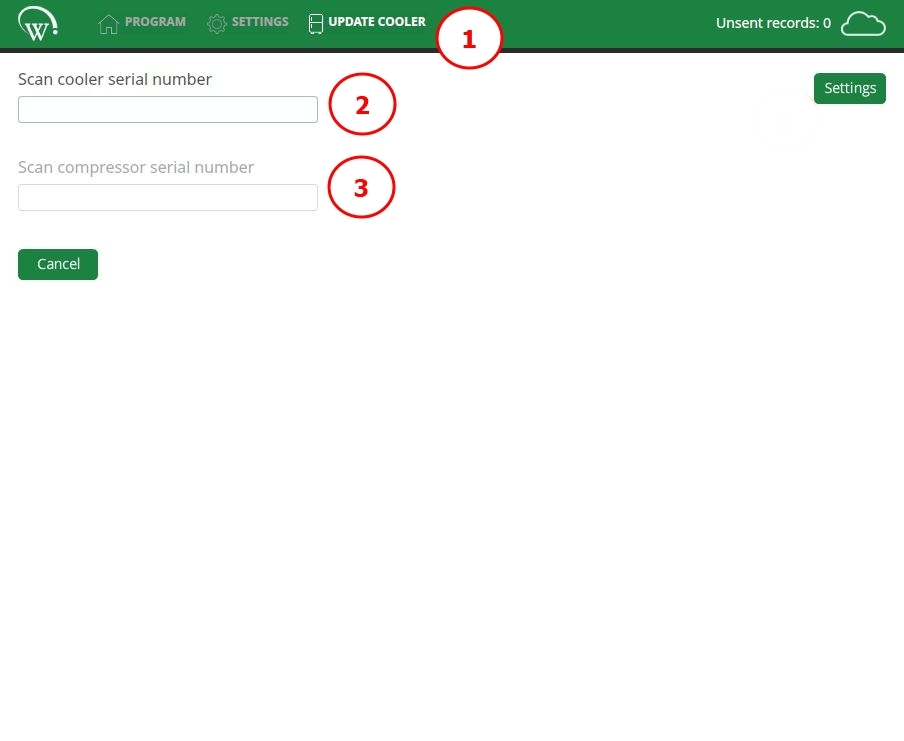 W PROGRAM SETTINGS UPDATE COOLER 1 Unsent records: 0
Scan cooler serial number
2
Settings
Scan compressor serial number
3
Cancel